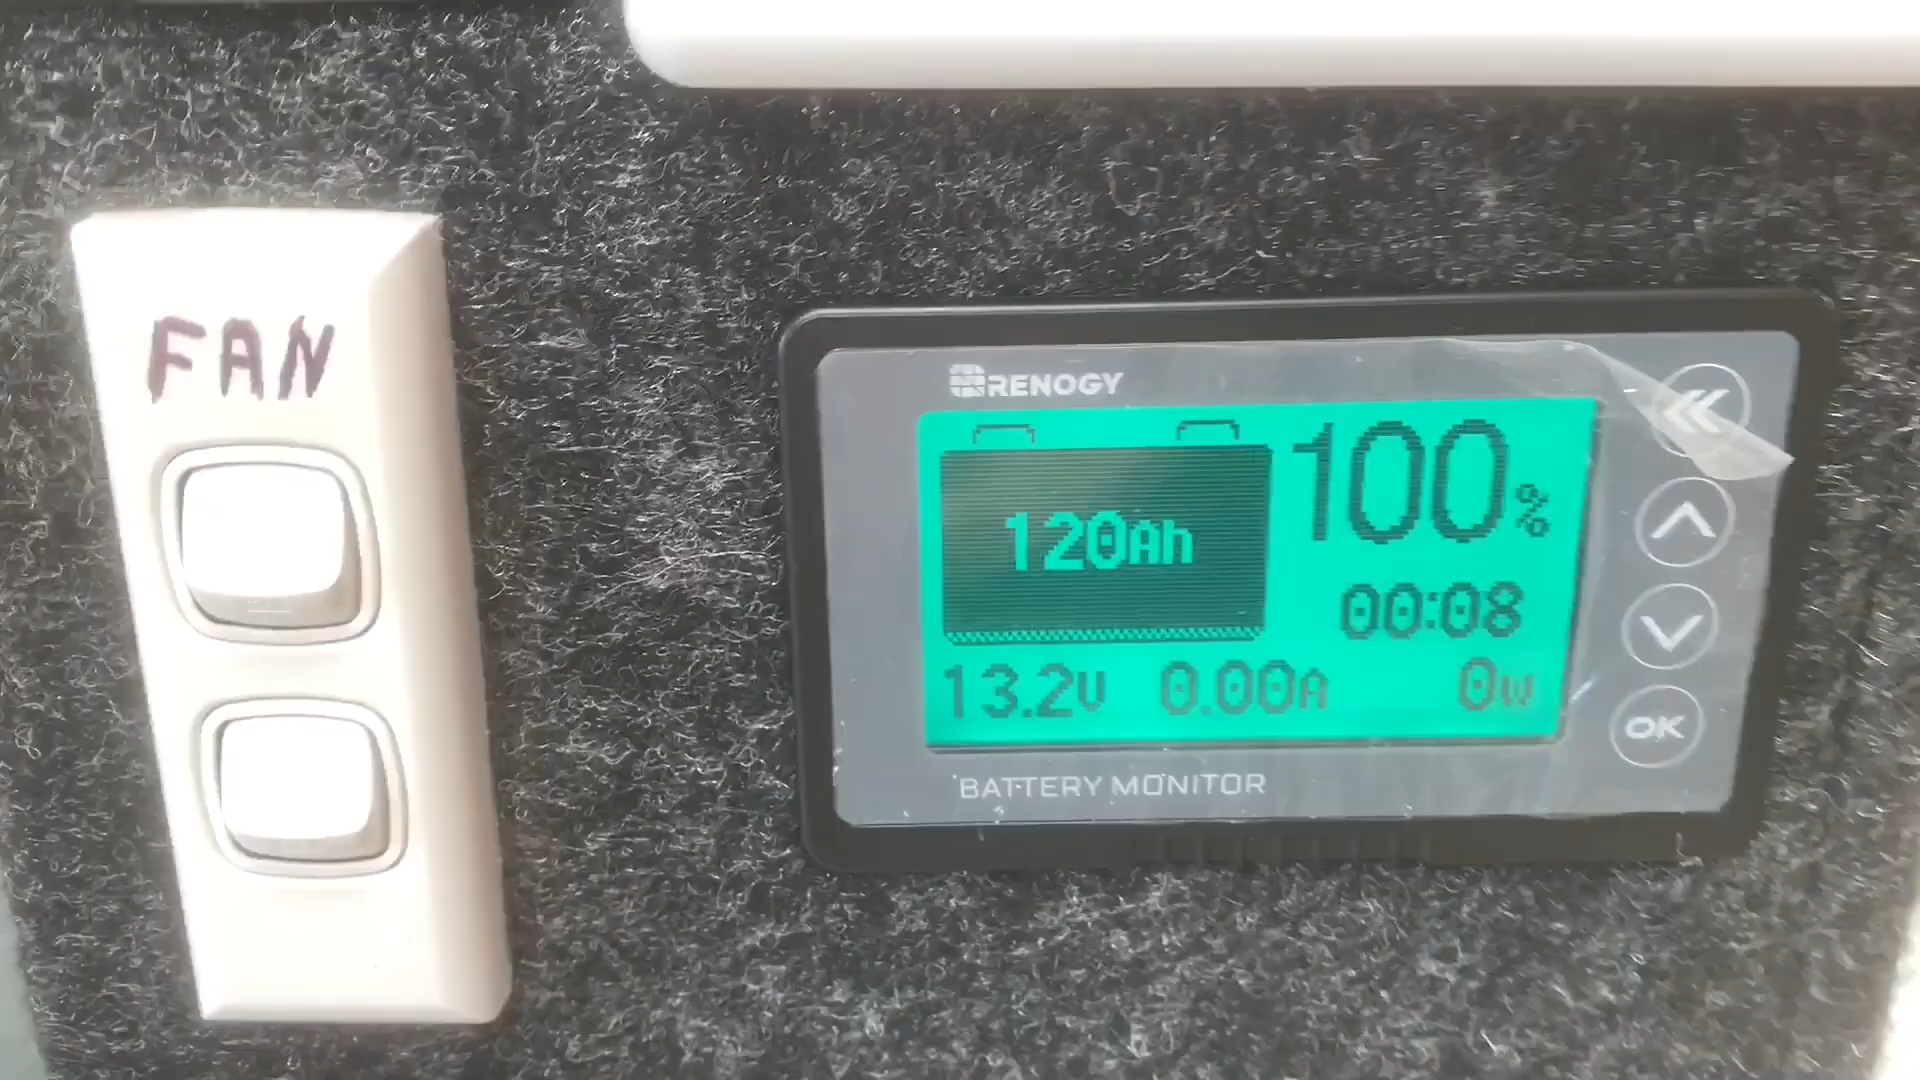 FAN
RENOGY
120Ah
100%
00:08
13.2V 0.00A 0W
OK
BATTERY MONITOR